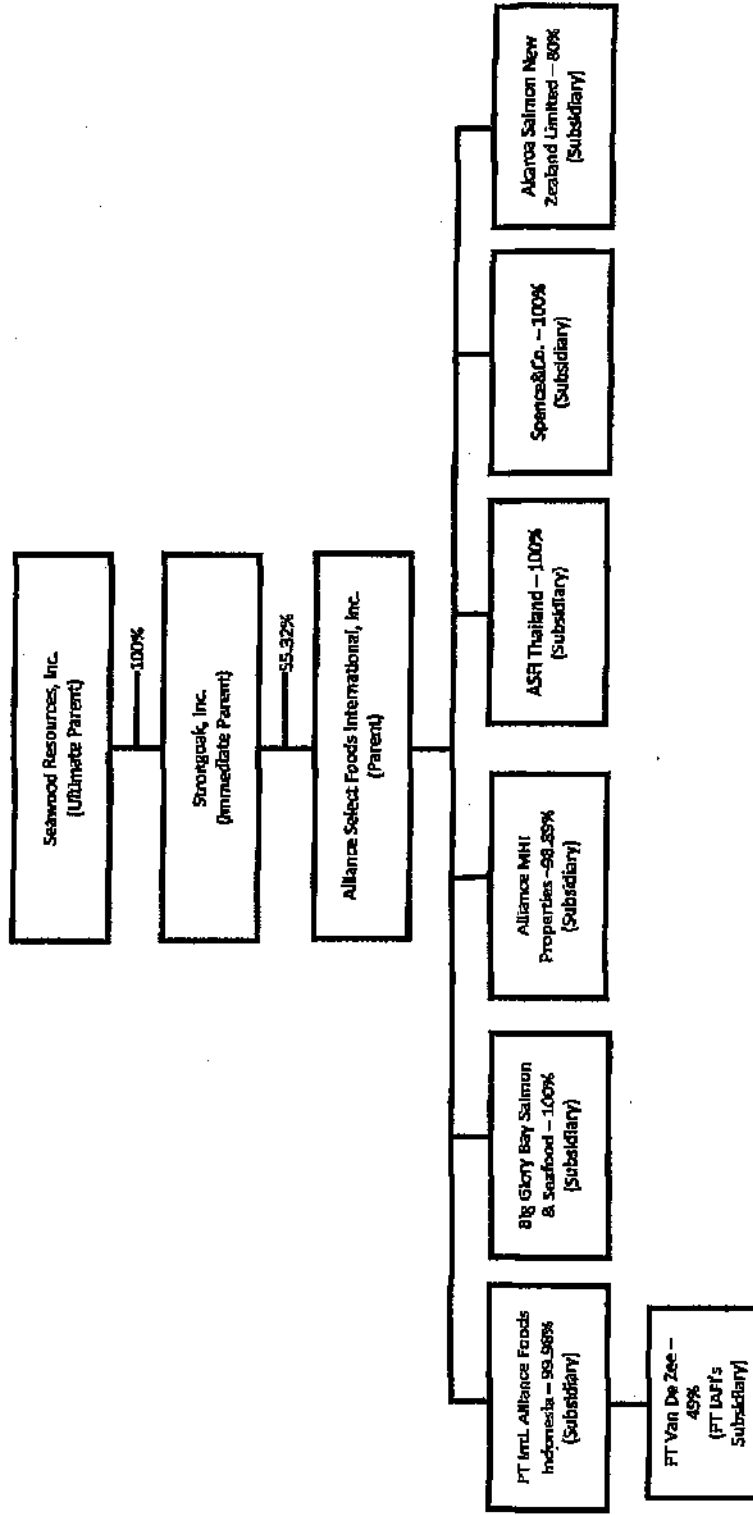 Seawood Resources, Inc.
(Ultimate Parent)
100%
Strongoak, Inc.
(Immediate Parent)
55.32%
Alliance Select Foods International, Inc.
(Parent)
PT Intl. Alliance Foods
Indonesia – 99.98%
(Subsidiary)
Big Glory Bay Salmon
& Seafood – 100%
(Subsidiary)
Alliance MHI
Properties –98.89%
(Subsidiary)
ASFI Thailand – 100%
(Subsidiary)
Spence&Co. – 100%
(Subsidiary)
Akaroa Salmon New
Zealand Limited – 80%
(Subsidiary)
PT Van De Zee –
49%
(PT IAFI's
Subsidiary)